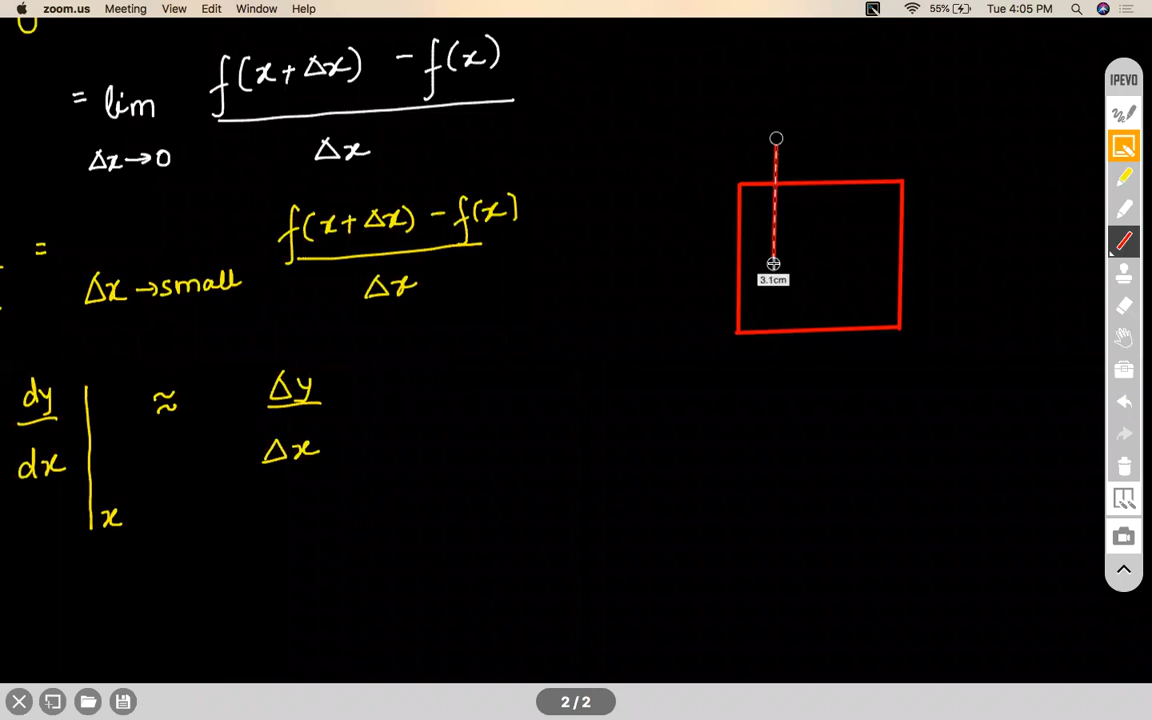 zoom.us Meeting View Edit Window Help 55% Tue 4:05 PM
IPEVO
= lim f(x+Δx) - f(x)
Δx→0 Δx
= f(x+Δx) - f(x)
Δx→small Δx
3.1cm
dy ≈ Δy
dx Δx
x
2 / 2